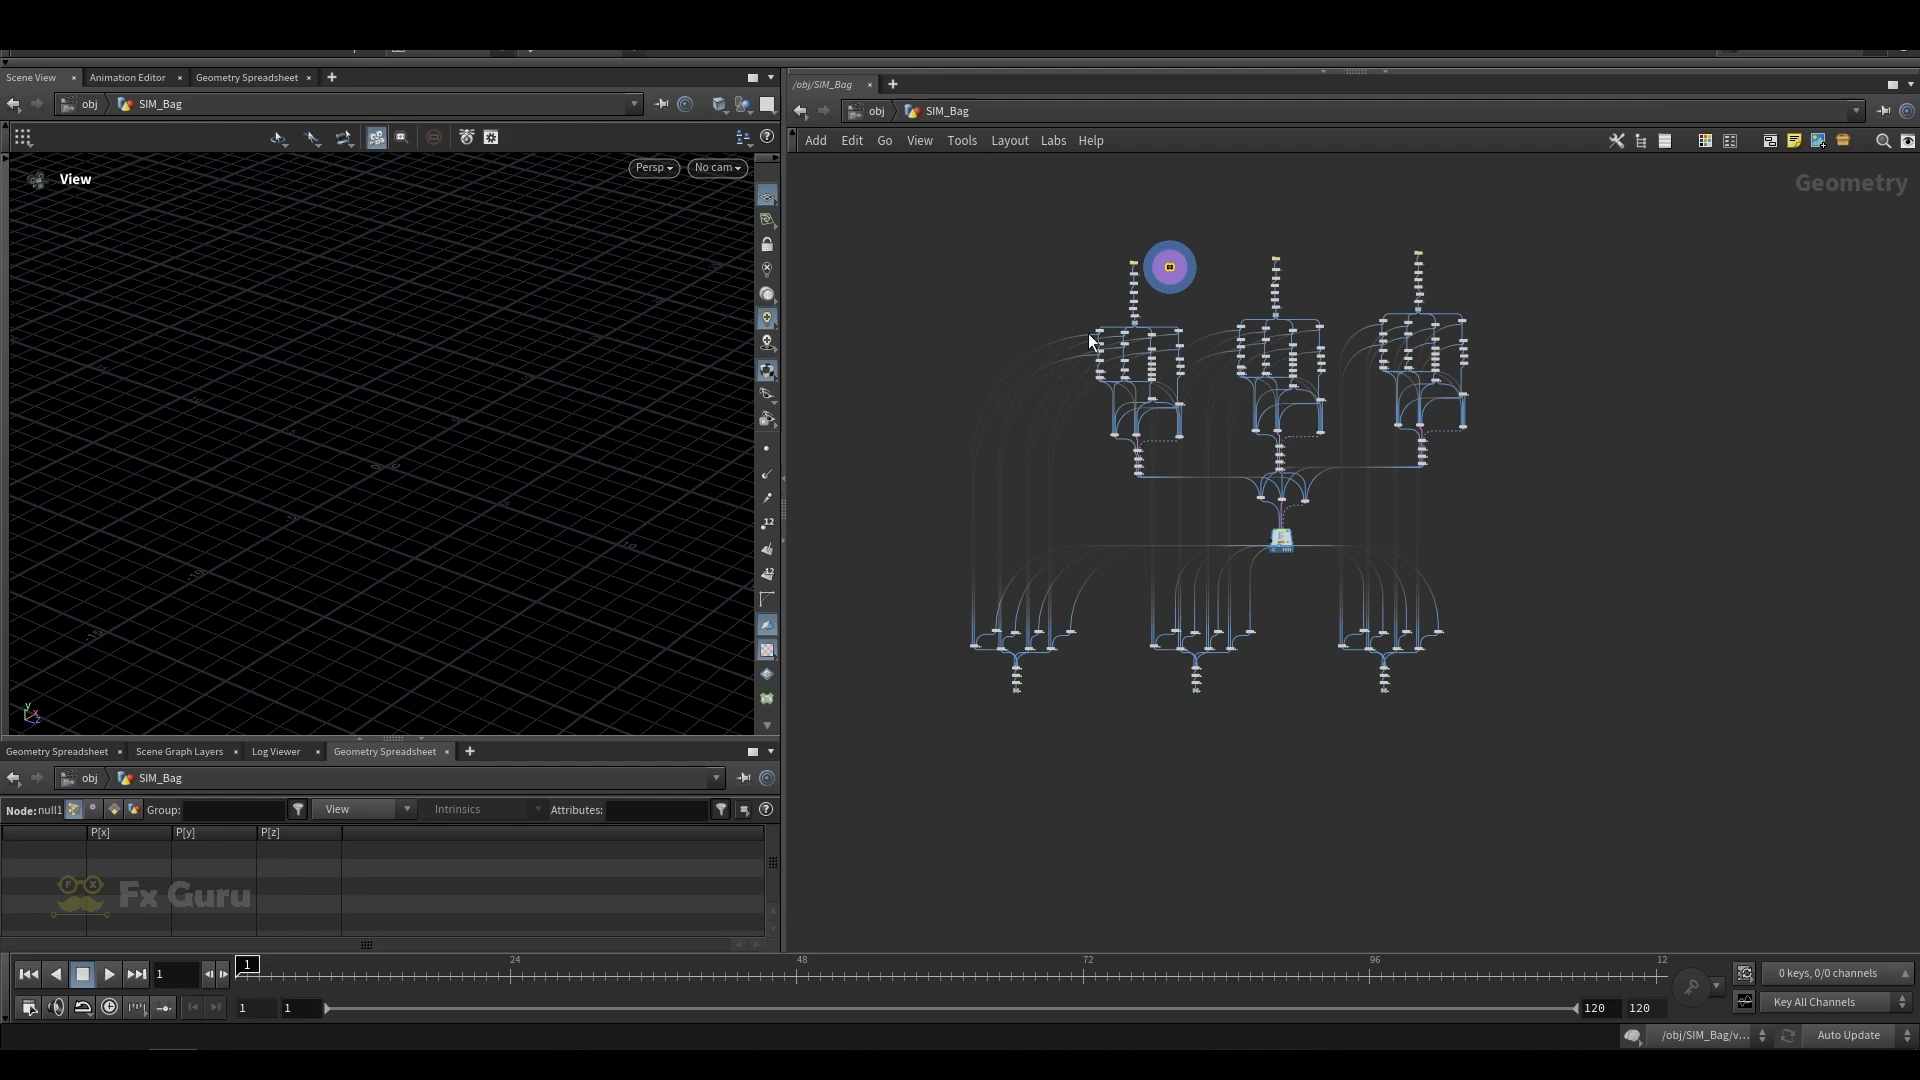 Scene View
Animation Editor
Geometry Spreadsheet
obj
SIM_Bag
View
Persp
No cam
12
12
Geometry Spreadsheet
Scene Graph Layers
Log Viewer
Geometry Spreadsheet
obj
SIM_Bag
Node: null1
Group:
View
Intrinsics
Attributes:
P[x]
P[y]
P[z]
Fx Guru
/obj/SIM_Bag
obj
SIM_Bag
Add
Edit
Go
View
Tools
Layout
Labs
Help
Geometry
1
1
24
48
72
96
12
0 keys, 0/0 channels
1
1
120
120
Key All Channels
/obj/SIM_Bag/v...
Auto Update